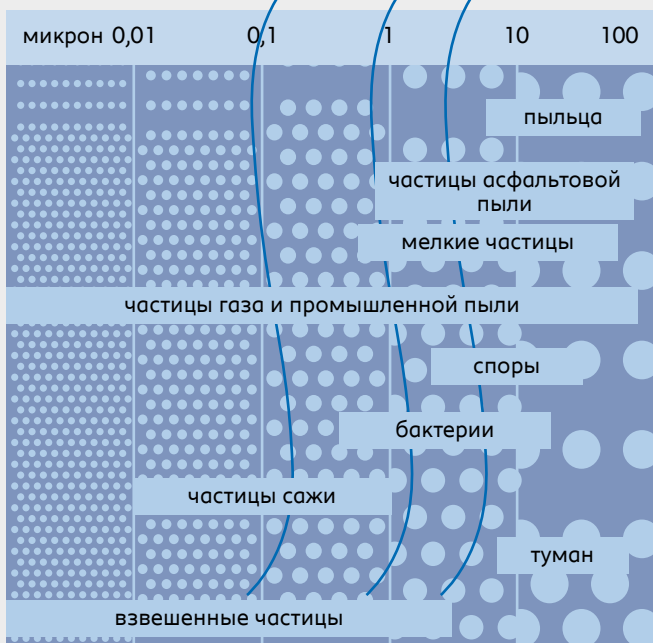 микрон 0,01 0,1 1 10 100
пыльца
частицы асфальтовой
пыли
мелкие частицы
частицы газа и промышленной пыли
споры
бактерии
частицы сажи
туман
взвешенные частицы